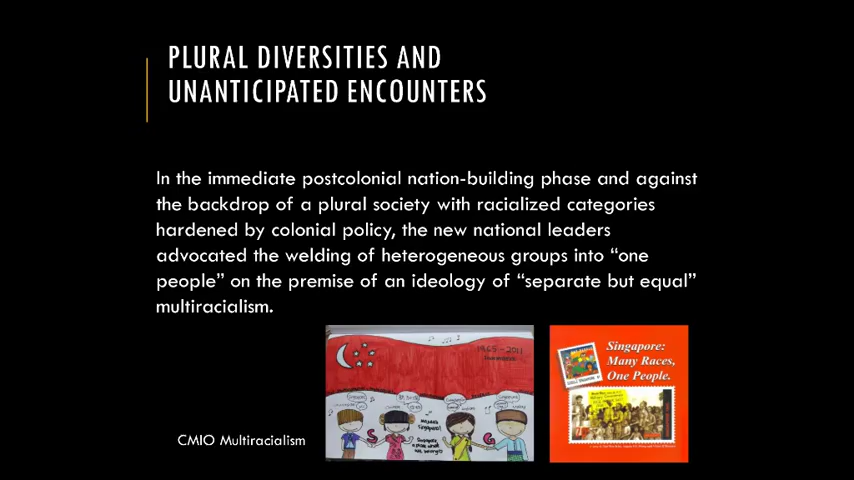 PLURAL DIVERSITIES AND
UNANTICIPATED ENCOUNTERS
In the immediate postcolonial nation-building phase and against
the backdrop of a plural society with racialized categories
hardened by colonial policy, the new national leaders
advocated the welding of heterogeneous groups into “one
people” on the premise of an ideology of “separate but equal”
multiracialism.
1965 - 2011
S
G
Singapore:
Many Races,
One People.
CMIO Multiracialism